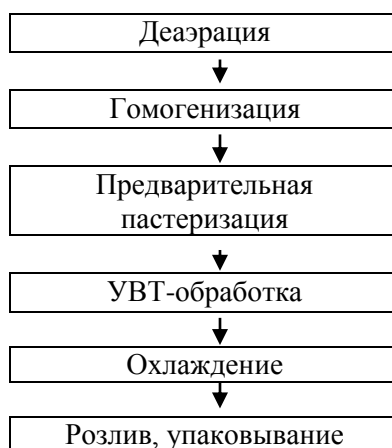 Деаэрация
Гомогенизация
Предварительная
пастеризация
УВТ-обработка
Охлаждение
Розлив, упаковывание